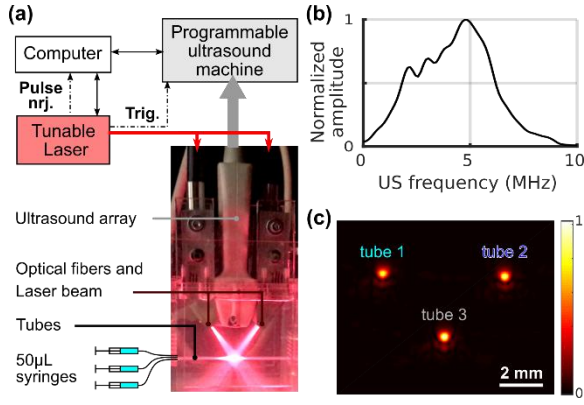 (a)
Computer
Programmable
ultrasound
machine
Pulse
nrj.
Trig.
Tunable
Laser
Ultrasound array
Optical fibers and
Laser beam
Tubes
50µL
syringes
(b)
Normalized
amplitude
1
0
0
5
10
US frequency (MHz)
(c)
tube 1
tube 2
tube 3
2 mm
1
0